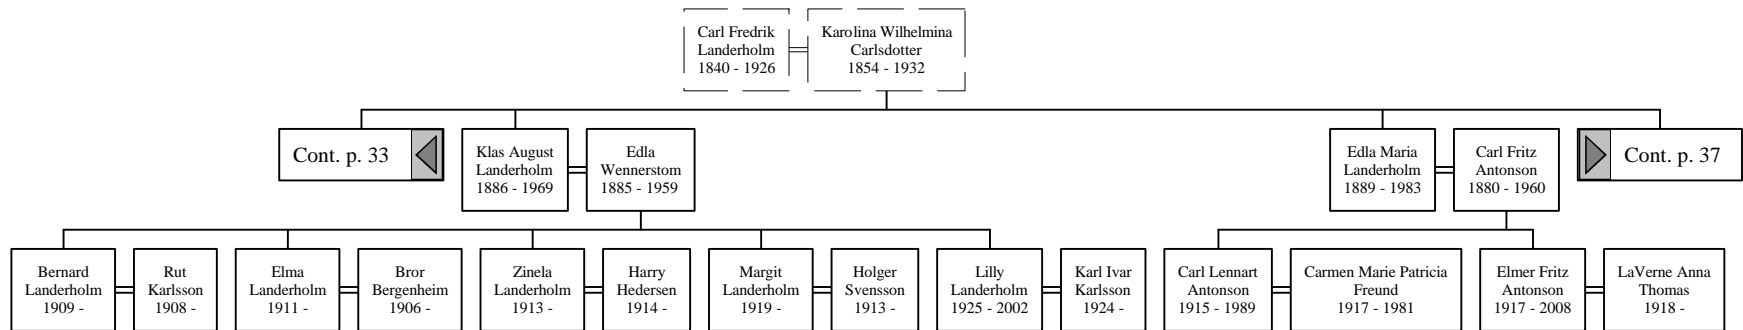 Carl Fredrik
Landerholm
1840 - 1926
Karolina Wilhelmina
Carlsdotter
1854 - 1932
Cont. p. 33
Klas August
Landerholm
1886 - 1969
Edla
Wennerstom
1885 - 1959
Edla Maria
Landerholm
1889 - 1983
Carl Fritz
Antonson
1880 - 1960
Cont. p. 37
Bernard
Landerholm
1909 -
Rut
Karlsson
1908 -
Elma
Landerholm
1911 -
Bror
Bergenheim
1906 -
Zinela
Landerholm
1913 -
Harry
Hedersen
1914 -
Margit
Landerholm
1919 -
Holger
Svensson
1913 -
Lilly
Landerholm
1925 - 2002
Karl Ivar
Karlsson
1924 -
Carl Lennart
Antonson
1915 - 1989
Carmen Marie Patricia
Freund
1917 - 1981
Elmer Fritz
Antonson
1917 - 2008
LaVerne Anna
Thomas
1918 -